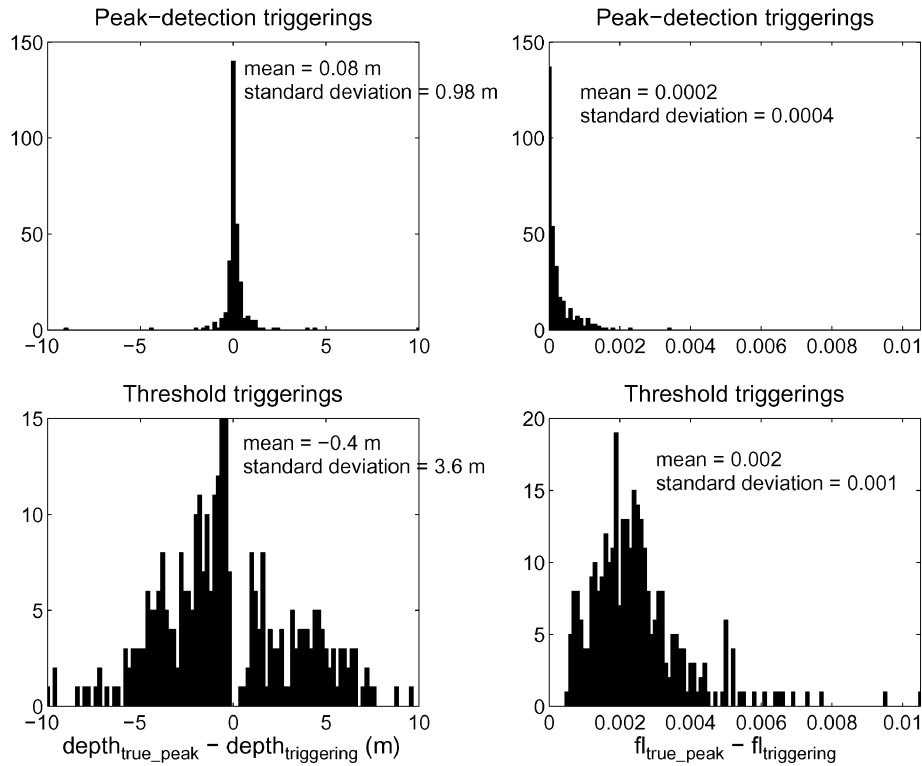 Peak−detection triggerings
150
100
50
0
−10
−5
0
5
10
mean = 0.08 m
standard deviation = 0.98 m
Peak−detection triggerings
150
100
50
0
0
0.002
0.004
0.006
0.008
0.01
mean = 0.0002
standard deviation = 0.0004
Threshold triggerings
15
10
5
0
−10
−5
0
5
10
mean = −0.4 m
standard deviation = 3.6 m
depth_true_peak − depth_triggering (m)
Threshold triggerings
20
15
10
5
0
0
0.002
0.004
0.006
0.008
0.01
mean = 0.002
standard deviation = 0.001
fl_true_peak − fl_triggering